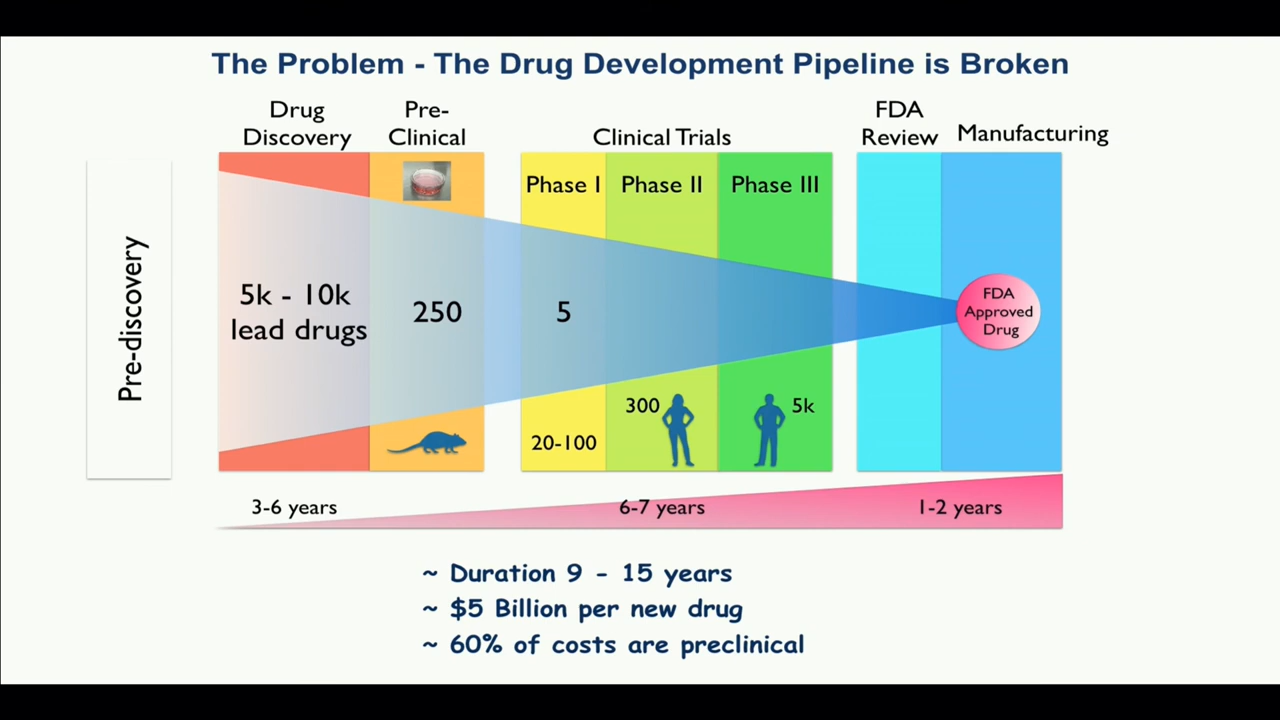 The Problem - The Drug Development Pipeline is Broken
Drug
Discovery
Pre-
Clinical
Clinical Trials
FDA
Review
Manufacturing
Pre-discovery
Phase I
Phase II
Phase III
5k - 10k
lead drugs
250
5
FDA
Approved
Drug
20-100
300
5k
3-6 years
6-7 years
1-2 years
~ Duration 9 - 15 years
~ $5 Billion per new drug
~ 60% of costs are preclinical